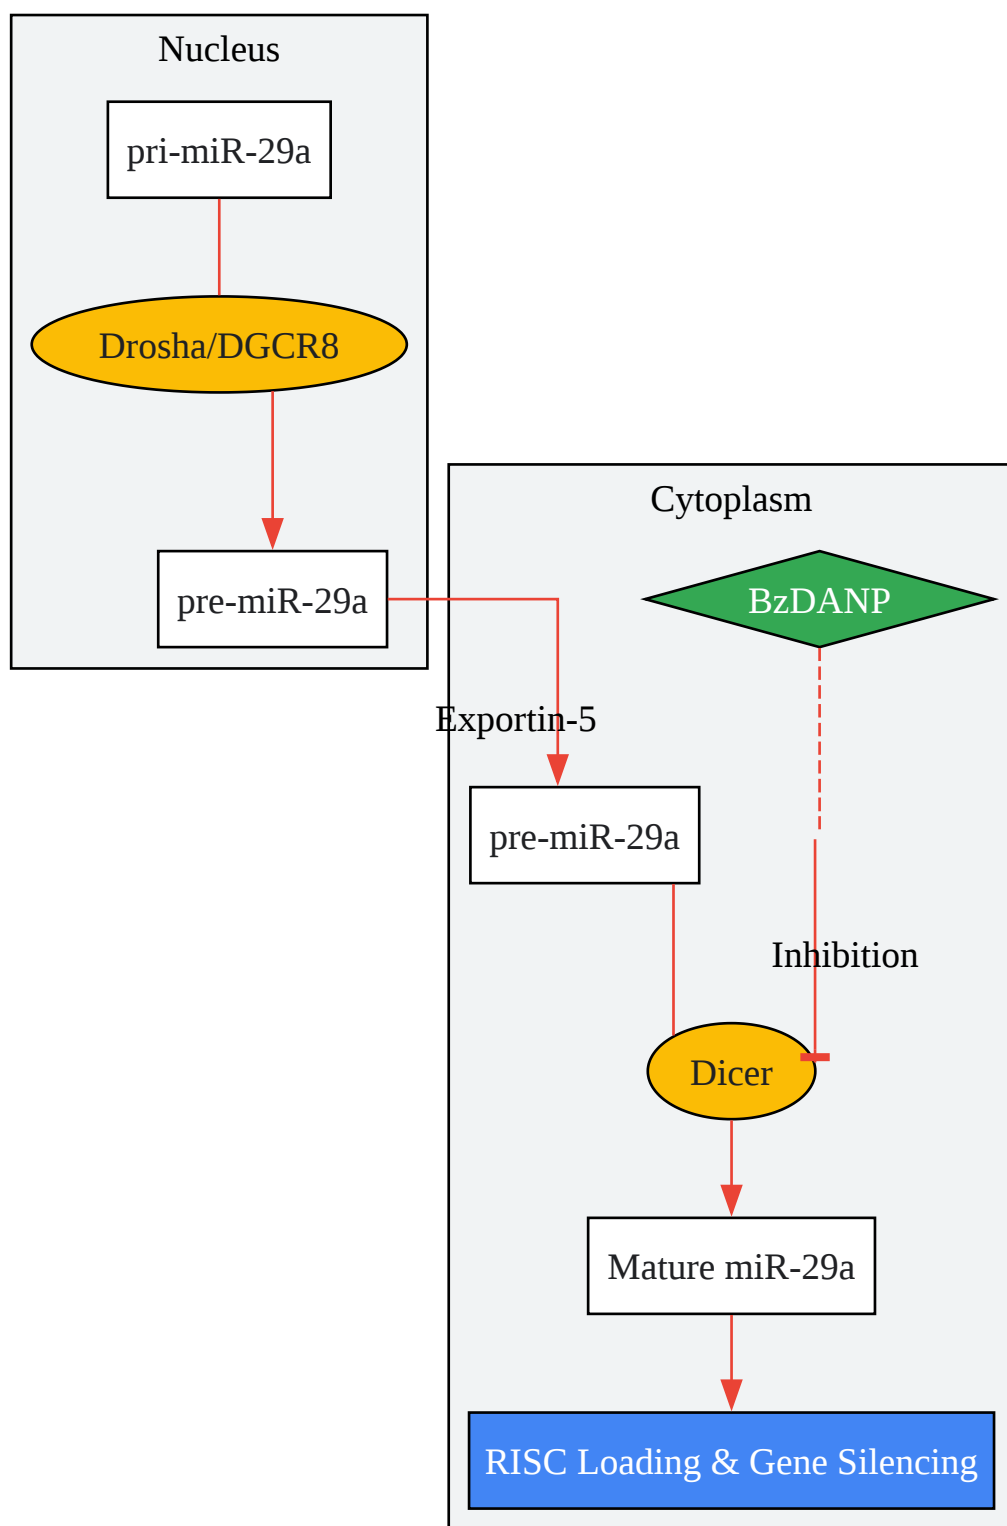 Nucleus
pri-miR-29a
Drosha/DGCR8
pre-miR-29a
Cytoplasm
BzDANP
Exportin-5
pre-miR-29a
Inhibition
Dicer
Mature miR-29a
RISC Loading & Gene Silencing